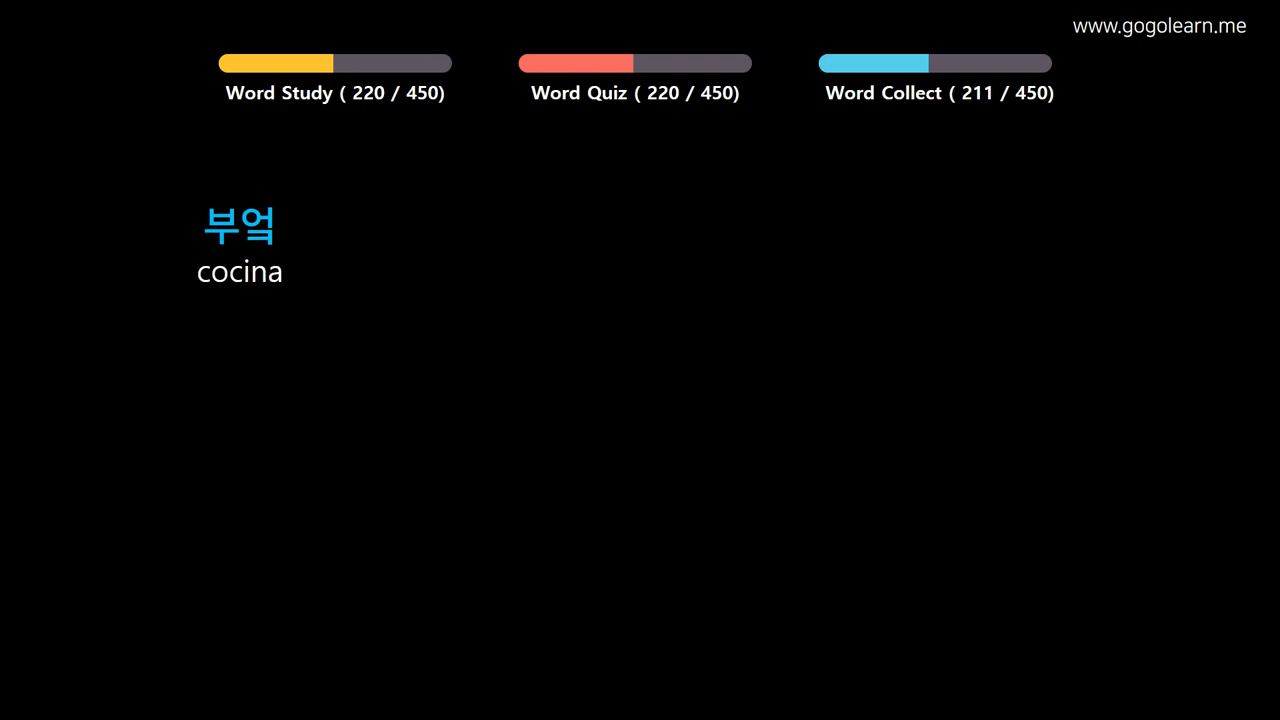 www.gogolearn.me
Word Study ( 220 / 450)
Word Quiz ( 220 / 450)
Word Collect ( 211 / 450)
부엌
cocina